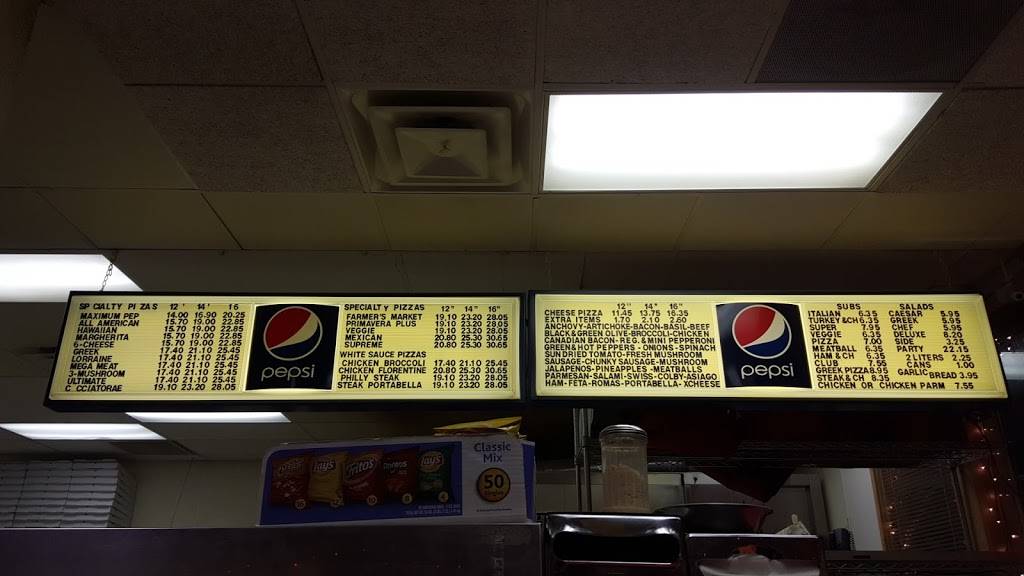 SP CIALTY PI ZAS 12 ' 14 ' 16
MAXIMUM PEP 14.00 16.90 20.25
ALL AMERICAN 15.70 19.00 22.85
HAWAIIAN 15.70 19.00 22.85
MARGHERITA 15.70 19.00 22.85
6-CHEESE 15.70 19.00 22.85
GREEK 17.40 21.10 25.45
LORRAINE 17.40 21.10 25.45
MEGA MEAT 17.40 21.10 25.45
3-MUSHROOM 17.40 21.10 25.45
ULTIMATE 17.40 21.10 25.45
C CCIATORAE 19.10 23.20 28.05
pepsi
SPECIALTY PIZZAS 12" 14" 16"
FARMER'S MARKET 19.10 23.20 28.05
PRIMAVERA PLUS 19.10 23.20 28.05
VEGGIE 19.10 23.20 28.05
MEXICAN 20.80 25.30 30.65
SUPREME 20.80 25.30 30.65
WHITE SAUCE PIZZAS
CHICKEN BROCCOLI 17.40 21.10 25.45
CHICKEN FLORENTINE 20.80 25.30 30.65
PHILLY STEAK 19.10 23.20 28.05
STEAK PORTABELLA 19.10 23.20 28.05
12" 14" 16"
CHEESE PIZZA 11.45 13.75 16.35
EXTRA ITEMS 1.70 2.10 2.60
ANCHOVY-ARTICHOKE-BACON-BASIL-BEEF
BLACK&GREEN OLIVE-BROCCOLI-CHICKEN
CANADIAN BACON-REG.&MINI PEPPERONI
GREEN&HOT PEPPERS-ONIONS-SPINACH
SUNDRIED TOMATO-FRESH MUSHROOM
SAUSAGE-CHUNKY SAUSAGE-MUSHROOM
JALAPENOS-PINEAPPLES-MEATBALLS
PARMESAN-SALAMI-SWISS-COLBY-ASIAGO
HAM-FETA-ROMAS-PORTABELLA-XCHEESE
pepsi
SUBS
ITALIAN 6.35
TURKEY&CH 6.35
SUPER 7.95
VEGGIE 6.35
PIZZA 7.00
MEATBALL 6.35
HAM & CH 6.35
CLUB
GREEK PIZZA 8.95
STEAK & CH 8.35
CHICKEN OR CHICKEN PARM 7.55
SALADS
CAESAR 5.95
GREEK 5.95
CHEF 5.95
DELUXE
SIDE 3.25
PARTY 22.15
2 LITERS 2.25
CANS 1.00
GARLIC BREAD 3.95
Classic
Mix
50
Lays
Fritos
Doritos
Lays